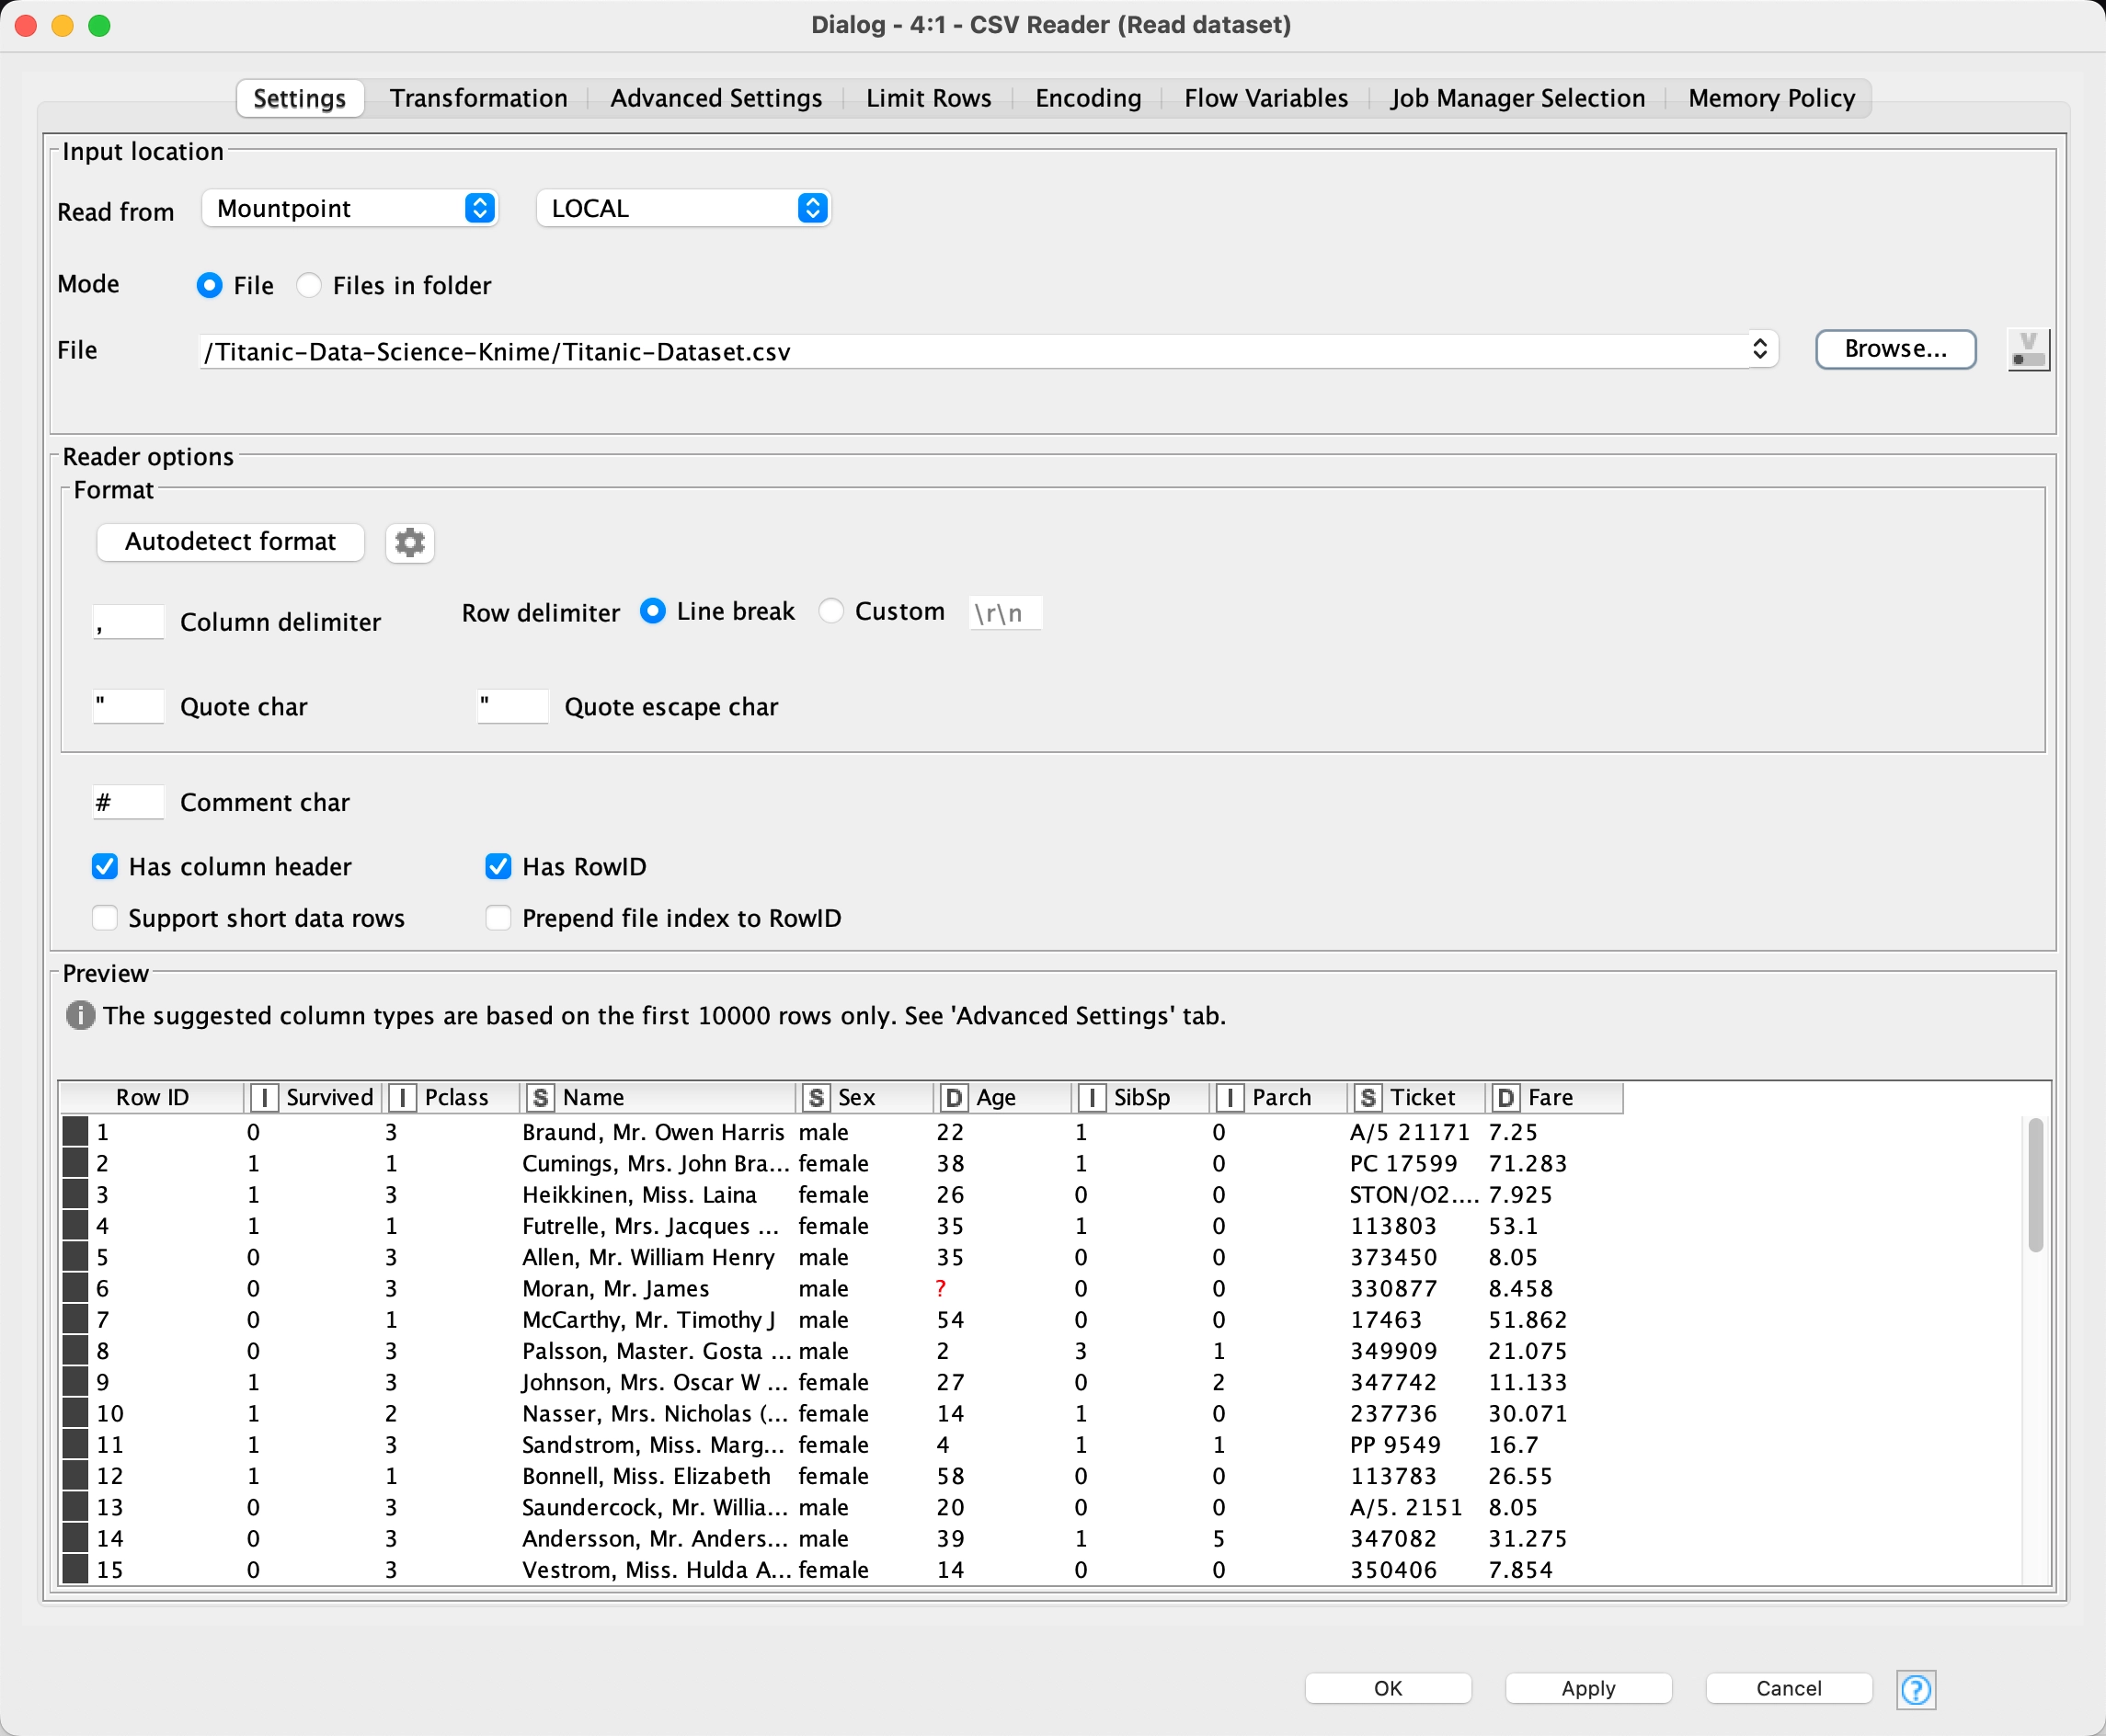 Dialog - 4:1 - CSV Reader (Read dataset)
Settings Transformation Advanced Settings Limit Rows Encoding Flow Variables Job Manager Selection Memory Policy
Input location
Read from Mountpoint LOCAL
Mode File Files in folder
File /Titanic-Data-Science-Knime/Titanic-Dataset.csv Browse... V
Reader options
Format
Autodetect format
, Column delimiter Row delimiter Line break Custom \r\n
" Quote char " Quote escape char
# Comment char
Has column header Has RowID
Support short data rows Prepend file index to RowID
Preview
i The suggested column types are based on the first 10000 rows only. See 'Advanced Settings' tab.
Row ID I Survived I Pclass S Name S Sex D Age I SibSp I Parch S Ticket D Fare
1 0 3 Braund, Mr. Owen Harris male 22 1 0 A/5 21171 7.25
2 1 1 Cumings, Mrs. John Bra... female 38 1 0 PC 17599 71.283
3 1 3 Heikkinen, Miss. Laina female 26 0 0 STON/O2.... 7.925
4 1 1 Futrelle, Mrs. Jacques ... female 35 1 0 113803 53.1
5 0 3 Allen, Mr. William Henry male 35 0 0 373450 8.05
6 0 3 Moran, Mr. James male ? 0 0 330877 8.458
7 0 1 McCarthy, Mr. Timothy J male 54 0 0 17463 51.862
8 0 3 Palsson, Master. Gosta ... male 2 3 1 349909 21.075
9 1 3 Johnson, Mrs. Oscar W ... female 27 0 2 347742 11.133
10 1 2 Nasser, Mrs. Nicholas (... female 14 1 0 237736 30.071
11 1 3 Sandstrom, Miss. Marg... female 4 1 1 PP 9549 16.7
12 1 1 Bonnell, Miss. Elizabeth female 58 0 0 113783 26.55
13 0 3 Saundercock, Mr. Willia... male 20 0 0 A/5. 2151 8.05
14 0 3 Andersson, Mr. Anders... male 39 1 5 347082 31.275
15 0 3 Vestrom, Miss. Hulda A... female 14 0 0 350406 7.854
OK Apply Cancel ?